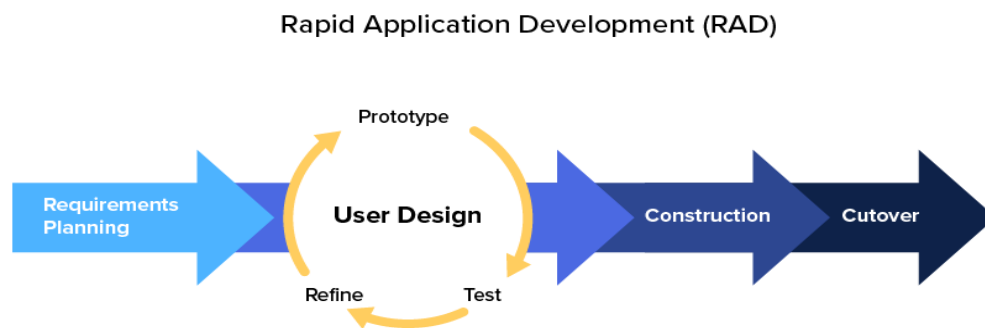 Rapid Application Development (RAD)
Prototype
Requirements
Planning
User Design
Construction
Cutover
Refine
Test